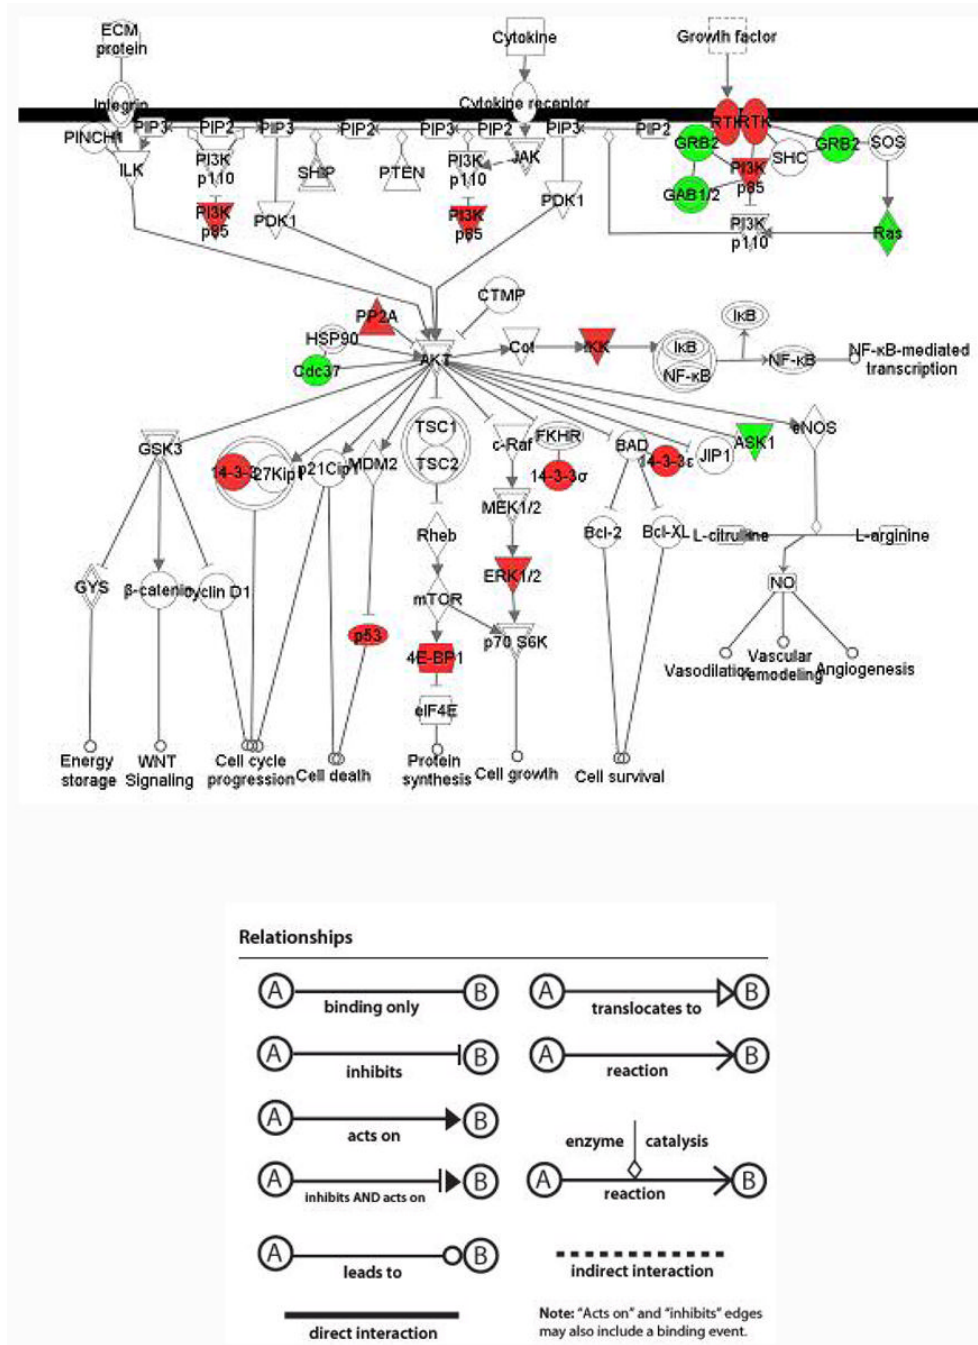 ECM
protein
Cytokine
Growth factor
Integrin
Cytokine receptor
RTK RTK
PINCH1
PIP3 PIP2 PIP3 PIP2 PIP3 PIP2 PIP3 PIP2
GRB2
GRB2
SOS
ILK
PI3K
p110
SHIP
PTEN
PI3K
p110
JAK
SHC
PI3K
p85
GAB1/2
PI3K
p85
PDK1
PI3K
p85
PDK1
PI3K
p110
Ras
CTMP
PP2A
HSP90
Cdc37
AKT
Cot
IKK
IκB
NF-κB
IκB
NF-κB
NF-κB-mediated
transcription
GSK3
14-3-3
p21Cip1
MDM2
TSC1
TSC2
c-Raf
FKHR
14-3-3σ
BAD
14-3-3ε
JIP1
ASK1
eNOS
MEK1/2
Rheb
Bcl-2
Bcl-XL
L-citrulline
L-arginine
GYS
β-catenin
cyclin D1
ERK1/2
mTOR
NO
p53
4E-BP1
p70 S6K
Vasodilation
Vascular
remodeling
Angiogenesis
eIF4E
Energy
storage
WNT
Signaling
Cell cycle
progression
Cell death
Protein
synthesis
Cell growth
Cell survival
Relationships
A B
binding only
A B
translocates to
A B
inhibits
A B
reaction
A B
acts on
enzyme catalysis
A B
inhibits AND acts on
A B
reaction
A B
leads to
indirect interaction
direct interaction
Note: "Acts on" and "inhibits" edges
may also include a binding event.